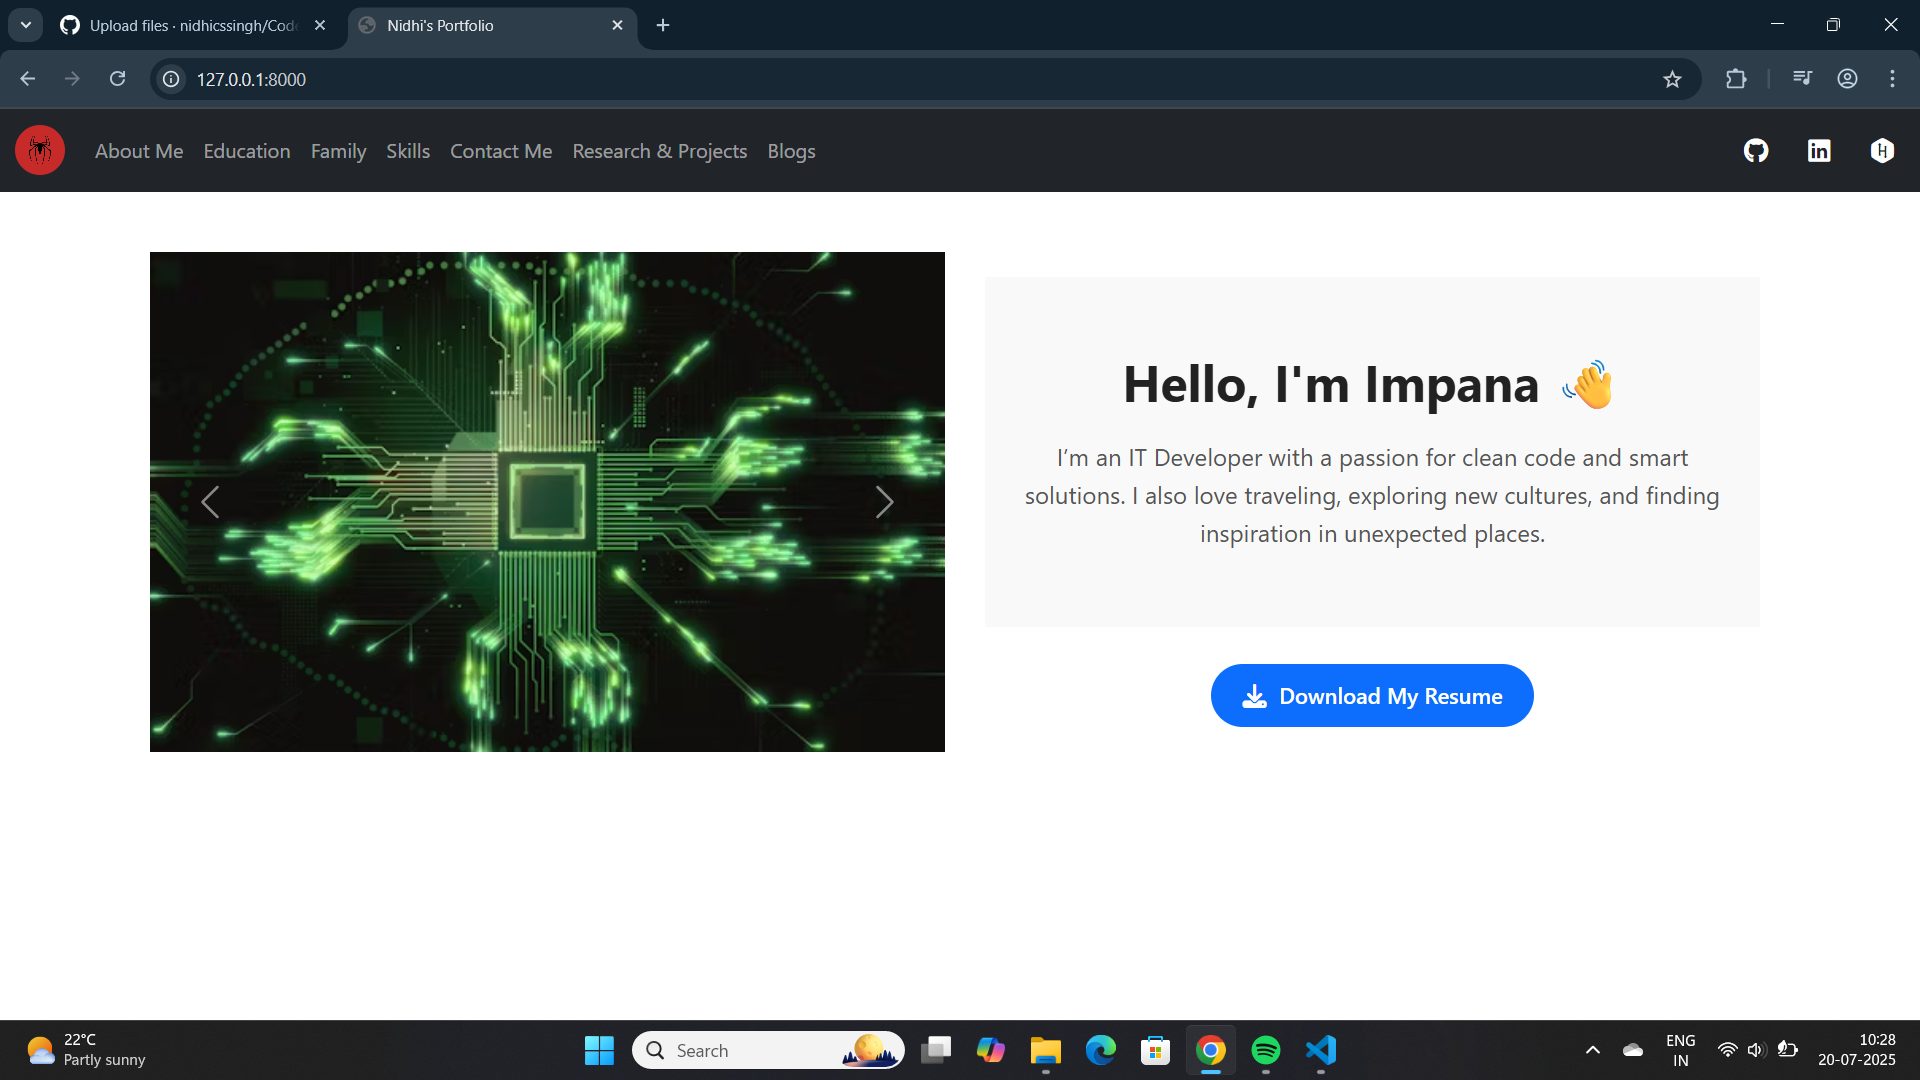 Upload files · nidhicssingh/Code
Nidhi's Portfolio
127.0.0.1:8000
About Me Education Family Skills Contact Me Research & Projects Blogs
Hello, I'm Impana 👋
I’m an IT Developer with a passion for clean code and smart
solutions. I also love traveling, exploring new cultures, and finding
inspiration in unexpected places.
Download My Resume
22°C
Partly sunny
Search
ENG
IN
10:28
20-07-2025